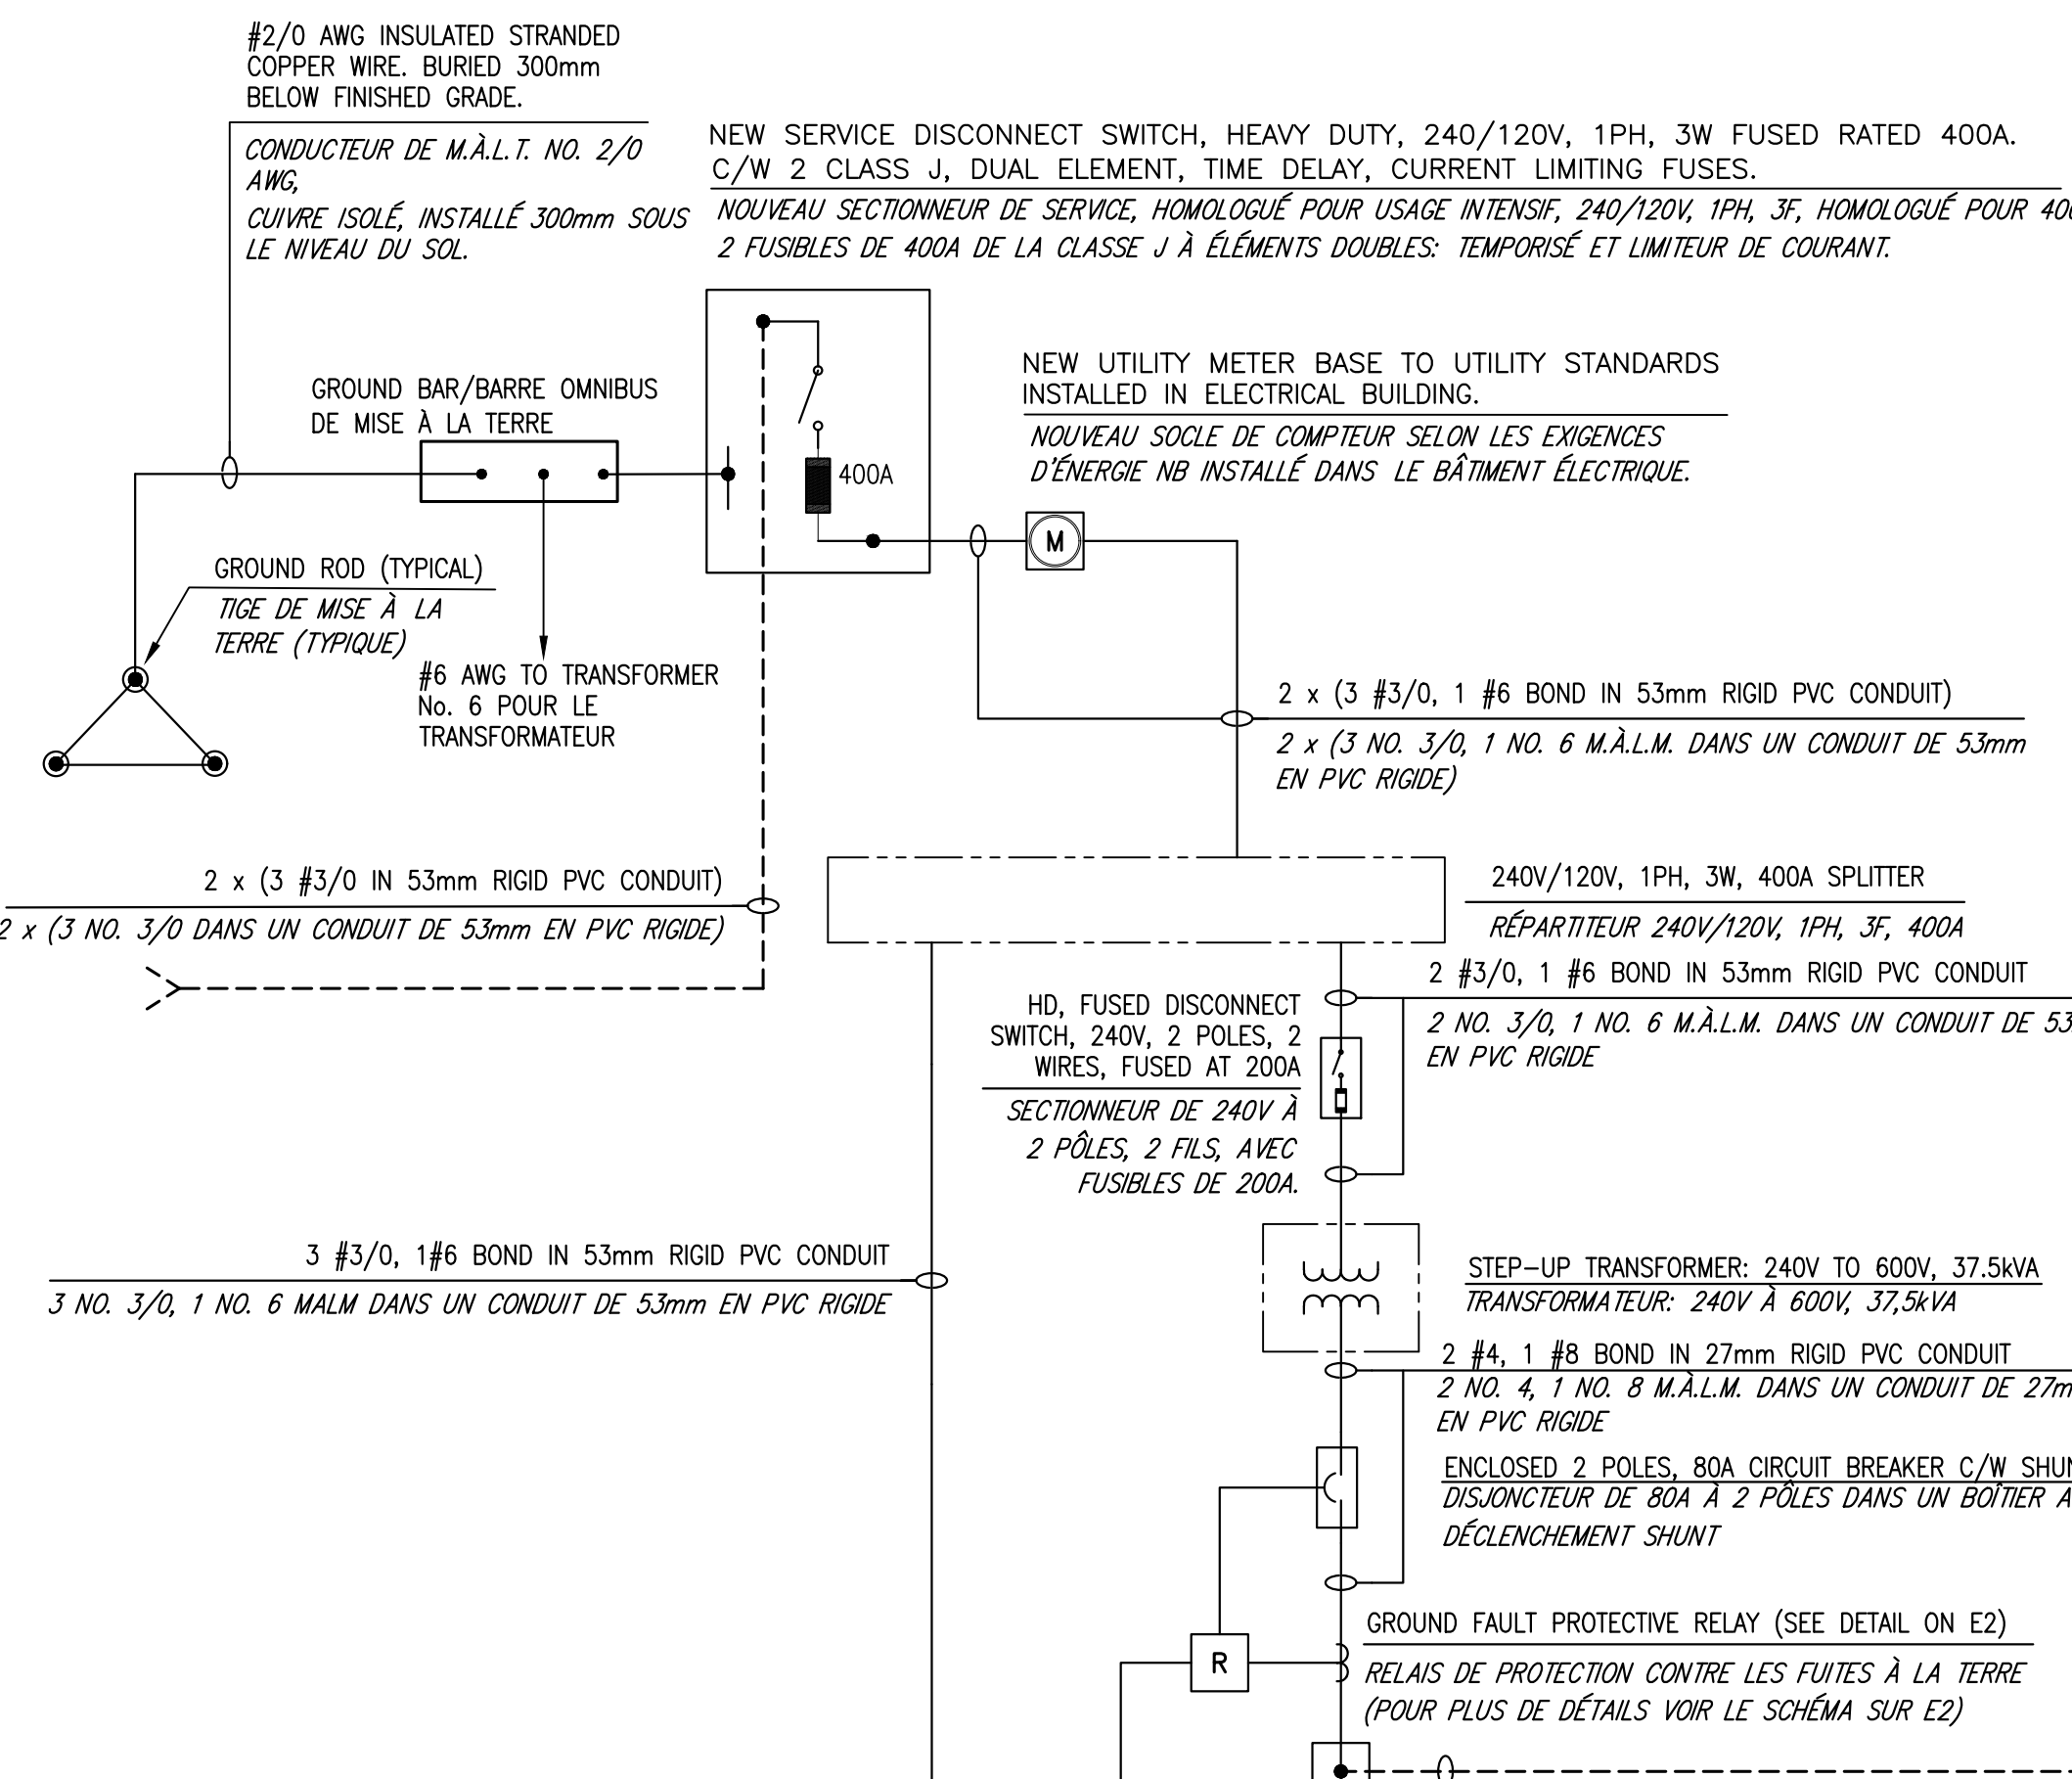 #2/0 AWG INSULATED STRANDED
COPPER WIRE. BURIED 300mm
BELOW FINISHED GRADE.
CONDUCTEUR DE M.À.L.T. NO. 2/0
AWG,
CUIVRE ISOLÉ, INSTALLÉ 300mm SOUS
LE NIVEAU DU SOL.
NEW SERVICE DISCONNECT SWITCH, HEAVY DUTY, 240/120V, 1PH, 3W FUSED RATED 400A.
C/W 2 CLASS J, DUAL ELEMENT, TIME DELAY, CURRENT LIMITING FUSES.
NOUVEAU SECTIONNEUR DE SERVICE, HOMOLOGUÉ POUR USAGE INTENSIF, 240/120V, 1PH, 3F, HOMOLOGUÉ POUR
2 FUSIBLES DE 400A DE LA CLASSE J À ÉLÉMENTS DOUBLES: TEMPORISÉ ET LIMITEUR DE COURANT.
GROUND BAR/BARRE OMNIBUS
DE MISE À LA TERRE
400A
NEW UTILITY METER BASE TO UTILITY STANDARDS
INSTALLED IN ELECTRICAL BUILDING.
NOUVEAU SOCLE DE COMPTEUR SELON LES EXIGENCES
D'ÉNERGIE NB INSTALLÉ DANS LE BÂTIMENT ÉLECTRIQUE.
M
GROUND ROD (TYPICAL)
TIGE DE MISE À LA
TERRE (TYPIQUE)
#6 AWG TO TRANSFORMER
No. 6 POUR LE
TRANSFORMATEUR
2 x (3 #3/0, 1 #6 BOND IN 53mm RIGID PVC CONDUIT)
2 x (3 NO. 3/0, 1 NO. 6 M.À.L.M. DANS UN CONDUIT DE 53mm
EN PVC RIGIDE)
2 x (3 #3/0 IN 53mm RIGID PVC CONDUIT)
2 x (3 NO. 3/0 DANS UN CONDUIT DE 53mm EN PVC RIGIDE)
240V/120V, 1PH, 3W, 400A SPLITTER
RÉPARTITEUR 240V/120V, 1PH, 3F, 400A
2 #3/0, 1 #6 BOND IN 53mm RIGID PVC CONDUIT
2 NO. 3/0, 1 NO. 6 M.À.L.M. DANS UN CONDUIT DE
EN PVC RIGIDE
HD, FUSED DISCONNECT
SWITCH, 240V, 2 POLES, 2
WIRES, FUSED AT 200A
SECTIONNEUR DE 240V À
2 PÔLES, 2 FILS, AVEC
FUSIBLES DE 200A.
3 #3/0, 1#6 BOND IN 53mm RIGID PVC CONDUIT
3 NO. 3/0, 1 NO. 6 MALM DANS UN CONDUIT DE 53mm EN PVC RIGIDE
STEP-UP TRANSFORMER: 240V TO 600V, 37.5kVA
TRANSFORMATEUR: 240V À 600V, 37,5kVA
2 #4, 1 #8 BOND IN 27mm RIGID PVC CONDUIT
2 NO. 4, 1 NO. 8 M.À.L.M. DANS UN CONDUIT DE
EN PVC RIGIDE
ENCLOSED 2 POLES, 80A CIRCUIT BREAKER C/W
DISJONCTEUR DE 80A À 2 PÔLES DANS UN BOÎTIER
DÉCLENCHEMENT SHUNT
GROUND FAULT PROTECTIVE RELAY (SEE DETAIL ON E2)
R
RELAIS DE PROTECTION CONTRE LES FUITES À LA TERRE
(POUR PLUS DE DÉTAILS VOIR LE SCHÉMA SUR E2)